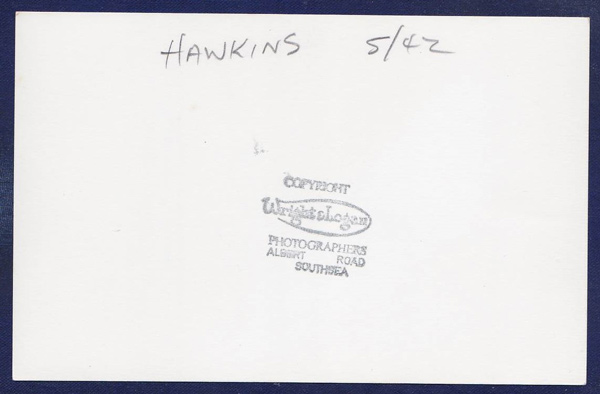 HAWKINS 5/42
COPYRIGHT
Wright & Logan
PHOTOGRAPHERS
ALBERT ROAD
SOUTHSEA